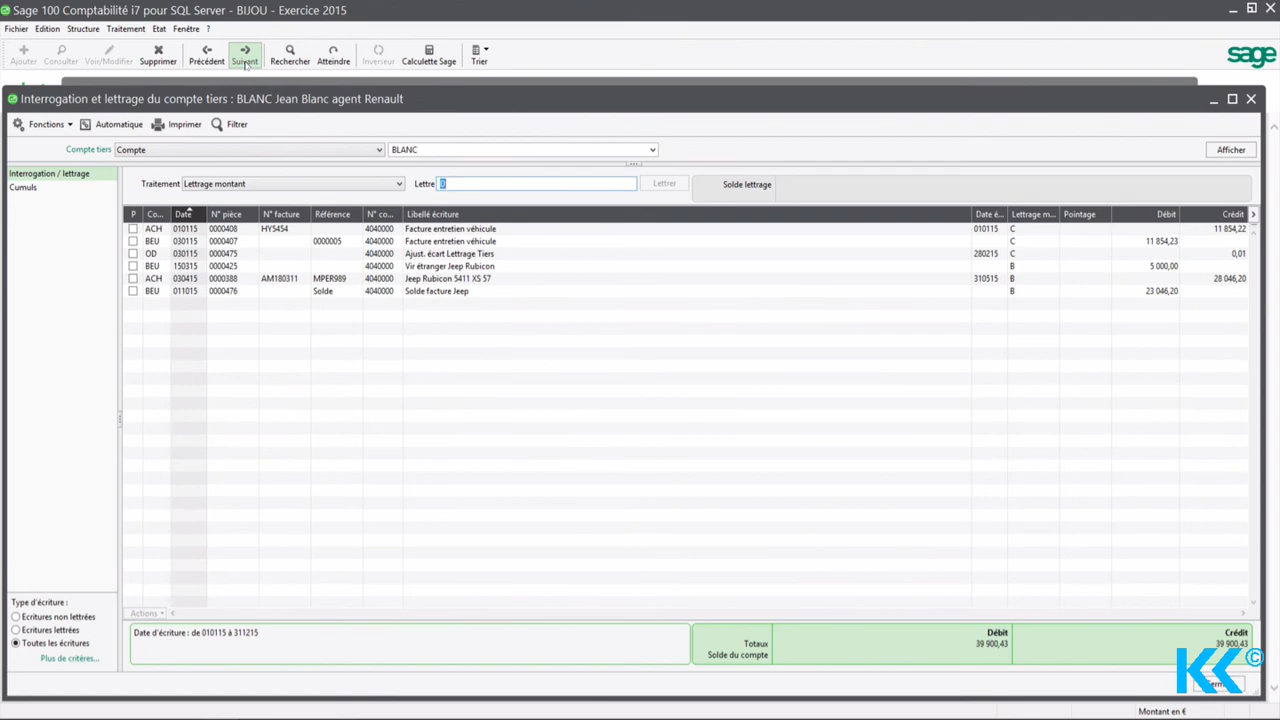 Sage 100 Comptabilité i7 pour SQL Server - BIJOU - Exercice 2015
Fichier Edition Structure Traitement Etat Fenêtre ?
Ajouter Consulter Voir/Modifier Supprimer Précédent Suivant Rechercher Atteindre Inverseur Calculette Sage Trier
sage
Interrogation et lettrage du compte tiers : BLANC Jean Blanc agent Renault
Fonctions Automatique Imprimer Filtrer
Compte tiers Compte BLANC Afficher
Interrogation / lettrage
Cumuls
Traitement Lettrage montant Lettre D Lettrer Solde lettrage
P Co... Date N° pièce N° facture Référence N° co... Libellé écriture Date é... Lettrage m... Pointage Débit Crédit
ACH 010115 0000408 HY5454 4040000 Facture entretien véhicule 010115 C 11 854,22
BEU 030115 0000407 0000005 4040000 Facture entretien véhicule C 11 854,23
OD 030115 0000475 4040000 Ajust. écart Lettrage Tiers 280215 C 0,01
BEU 150315 0000425 4040000 Vir étranger Jeep Rubicon B 5 000,00
ACH 030415 0000388 AM180311 MPER989 4040000 Jeep Rubicon 5411 XS 57 310515 B 28 046,20
BEU 011015 0000476 Solde 4040000 Solde facture Jeep B 23 046,20
Type d'écriture :
Ecritures non lettrées
Ecritures lettrées
Toutes les écritures
Plus de critères...
Actions
Date d'écriture : de 010115 à 311215
Débit Crédit
Totaux 39 900,43 39 900,43
Solde du compte
KK©
Montant en €